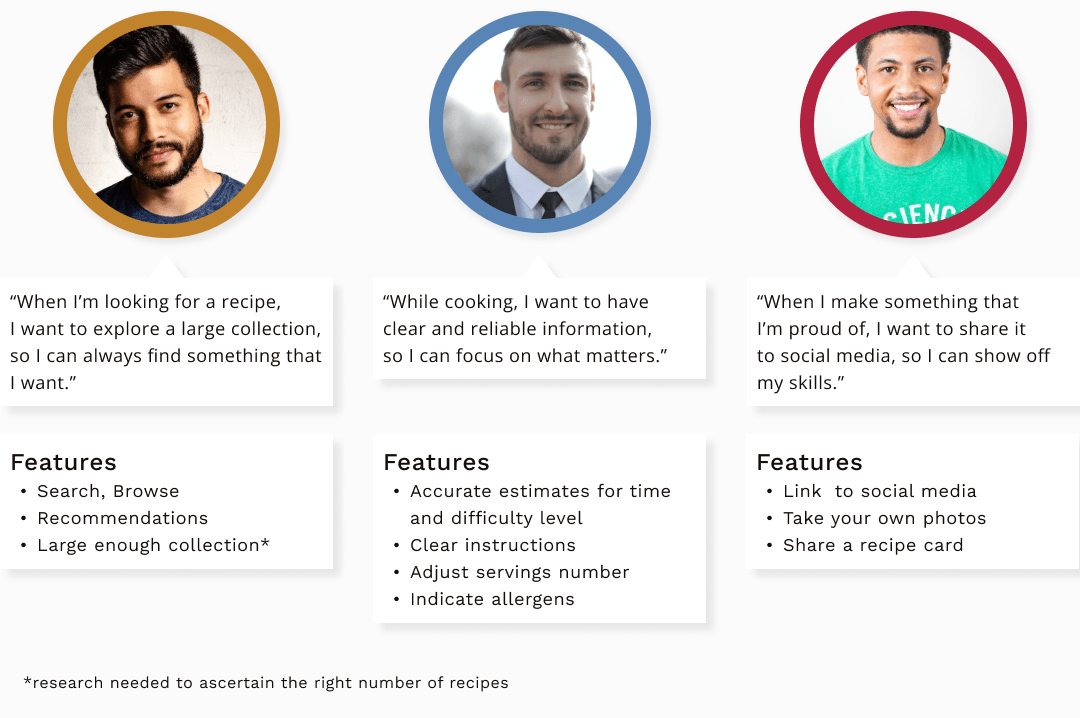 “When I’m looking for a recipe,
I want to explore a large collection,
so I can always find something that
I want.”
Features
• Search, Browse
• Recommendations
• Large enough collection*
“While cooking, I want to have
clear and reliable information,
so I can focus on what matters.”
Features
• Accurate estimates for time
and difficulty level
• Clear instructions
• Adjust servings number
• Indicate allergens
SIENC
“When I make something that
I’m proud of, I want to share it
to social media, so I can show off
my skills.”
Features
• Link  to social media
• Take your own photos
• Share a recipe card
*research needed to ascertain the right number of recipes